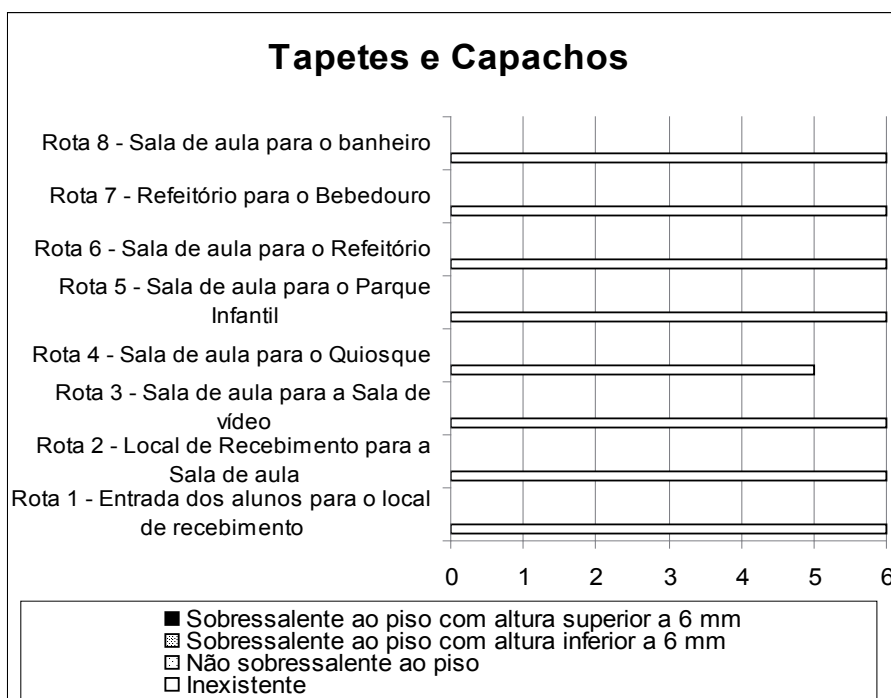 Tapetes e Capachos
Rota 8 - Sala de aula para o banheiro
Rota 7 - Refeitório para o Bebedouro
Rota 6 - Sala de aula para o Refeitório
Rota 5 - Sala de aula para o Parque
Infantil
Rota 4 - Sala de aula para o Quiosque
Rota 3 - Sala de aula para a Sala de
vídeo
Rota 2 - Local de Recebimento para a
Sala de aula
Rota 1 - Entrada dos alunos para o local
de recebimento
0 1 2 3 4 5 6
Sobressalente ao piso com altura superior a 6 mm
Sobressalente ao piso com altura inferior a 6 mm
Não sobressalente ao piso
Inexistente